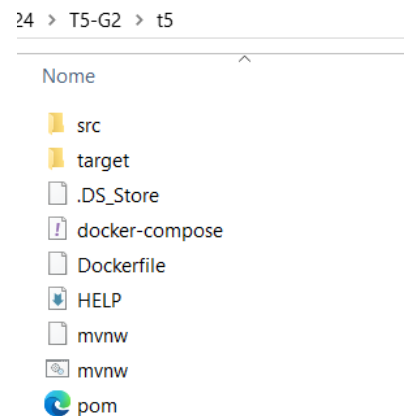 24 > T5-G2 > t5
Nome
src
target
.DS_Store
docker-compose
Dockerfile
HELP
mvnw
mvnw
pom